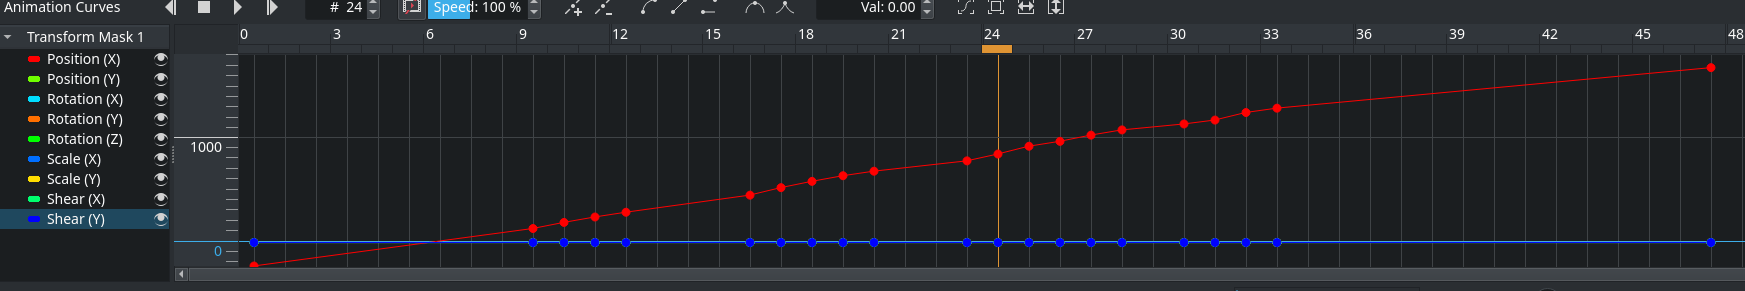 Animation Curves # 24 Speed: 100 % Val: 0.00
Transform Mask 1 0 3 6 9 12 15 18 21 24 27 30 33 36 39 42 45 48
Position (X)
Position (Y)
Rotation (X)
Rotation (Y)
Rotation (Z)
1000
Scale (X)
Scale (Y)
Shear (X)
Shear (Y)
0